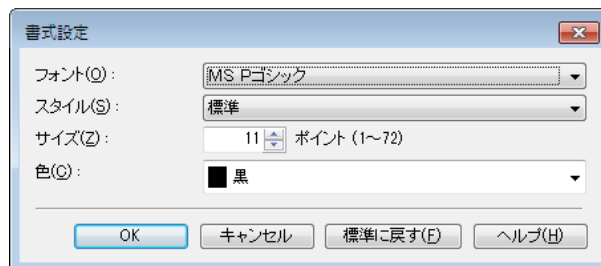 書式設定
フォント(O): MS Pゴシック
スタイル(S): 標準
サイズ(Z): 11 ポイント (1～72)
色(C): 黒
OK キャンセル 標準に戻す(F) ヘルプ(H)